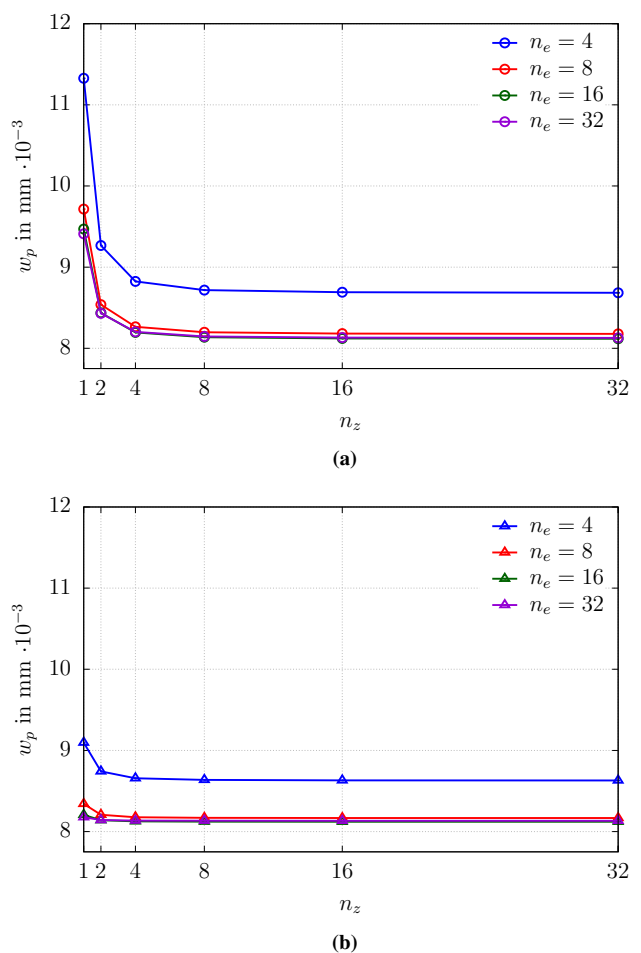 12
11
10
9
8
w_p in mm ·10⁻³
n_e = 4
n_e = 8
n_e = 16
n_e = 32
1 2 4 8 16 32
n_z
(a)
12
11
10
9
8
w_p in mm ·10⁻³
n_e = 4
n_e = 8
n_e = 16
n_e = 32
1 2 4 8 16 32
n_z
(b)